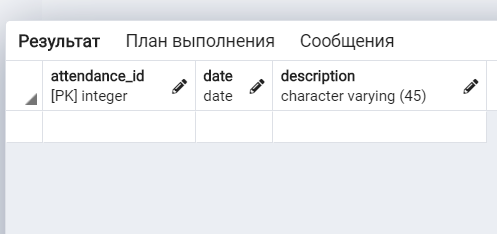 Результат План выполнения Сообщения
attendance_id date description
[PK] integer date character varying (45)